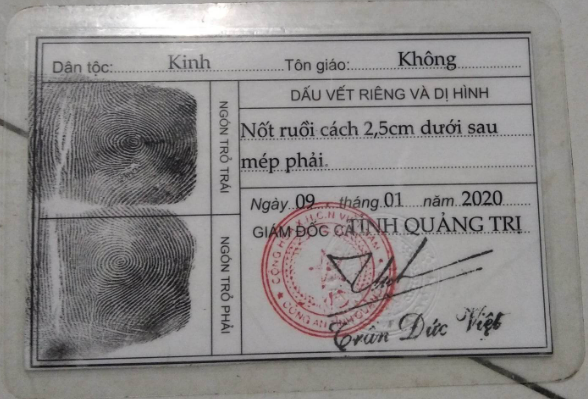 Dân tộc: Kinh Tôn giáo: Không
DẤU VẾT RIÊNG VÀ DỊ HÌNH
Nốt ruồi cách 2,5cm dưới sau
mép phải.
NGÓN TRỎ TRÁI
NGÓN TRỎ PHẢI
Ngày 09 tháng 01 năm 2020
GIÁM ĐỐC CA TỈNH QUẢNG TRỊ
Trần Đức Việt